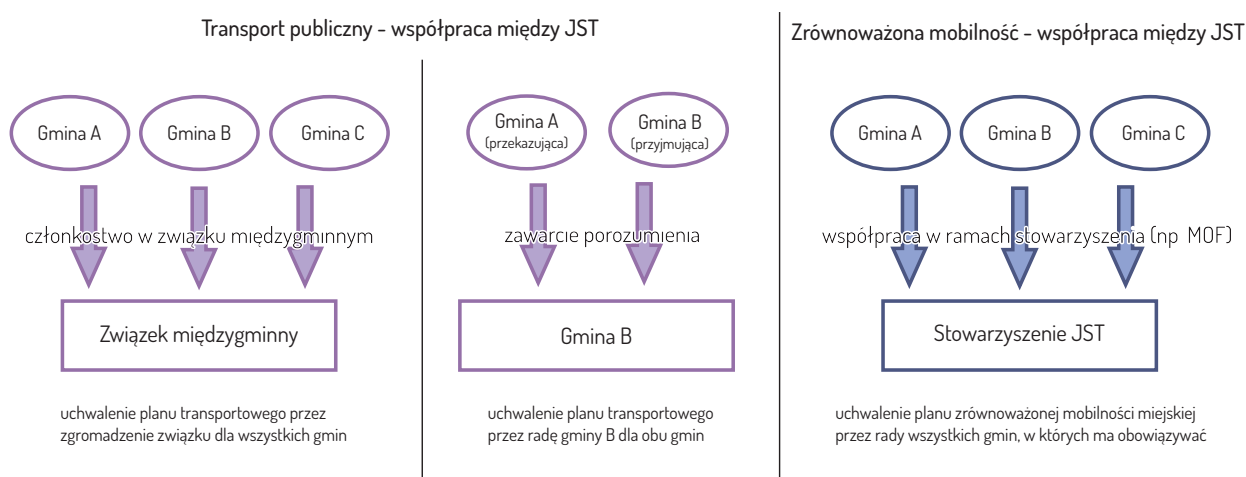 Transport publiczny - współpraca między JST
Gmina A
Gmina B
Gmina C
członkostwo w związku międzygminnym
Związek międzygminny
uchwalenie planu transportowego przez
zgromadzenie związku dla wszystkich gmin
Gmina A
(przekazująca)
Gmina B
(przyjmująca)
zawarcie porozumienia
Gmina B
uchwalenie planu transportowego
przez radę gminy B dla obu gmin
Zrównoważona mobilność - współpraca między JST
Gmina A
Gmina B
Gmina C
współpraca w ramach stowarzyszenia (np MOF)
Stowarzyszenie JST
uchwalenie planu zrównoważonej mobilności miejskiej
przez rady wszystkich gmin, w których ma obowiązywać